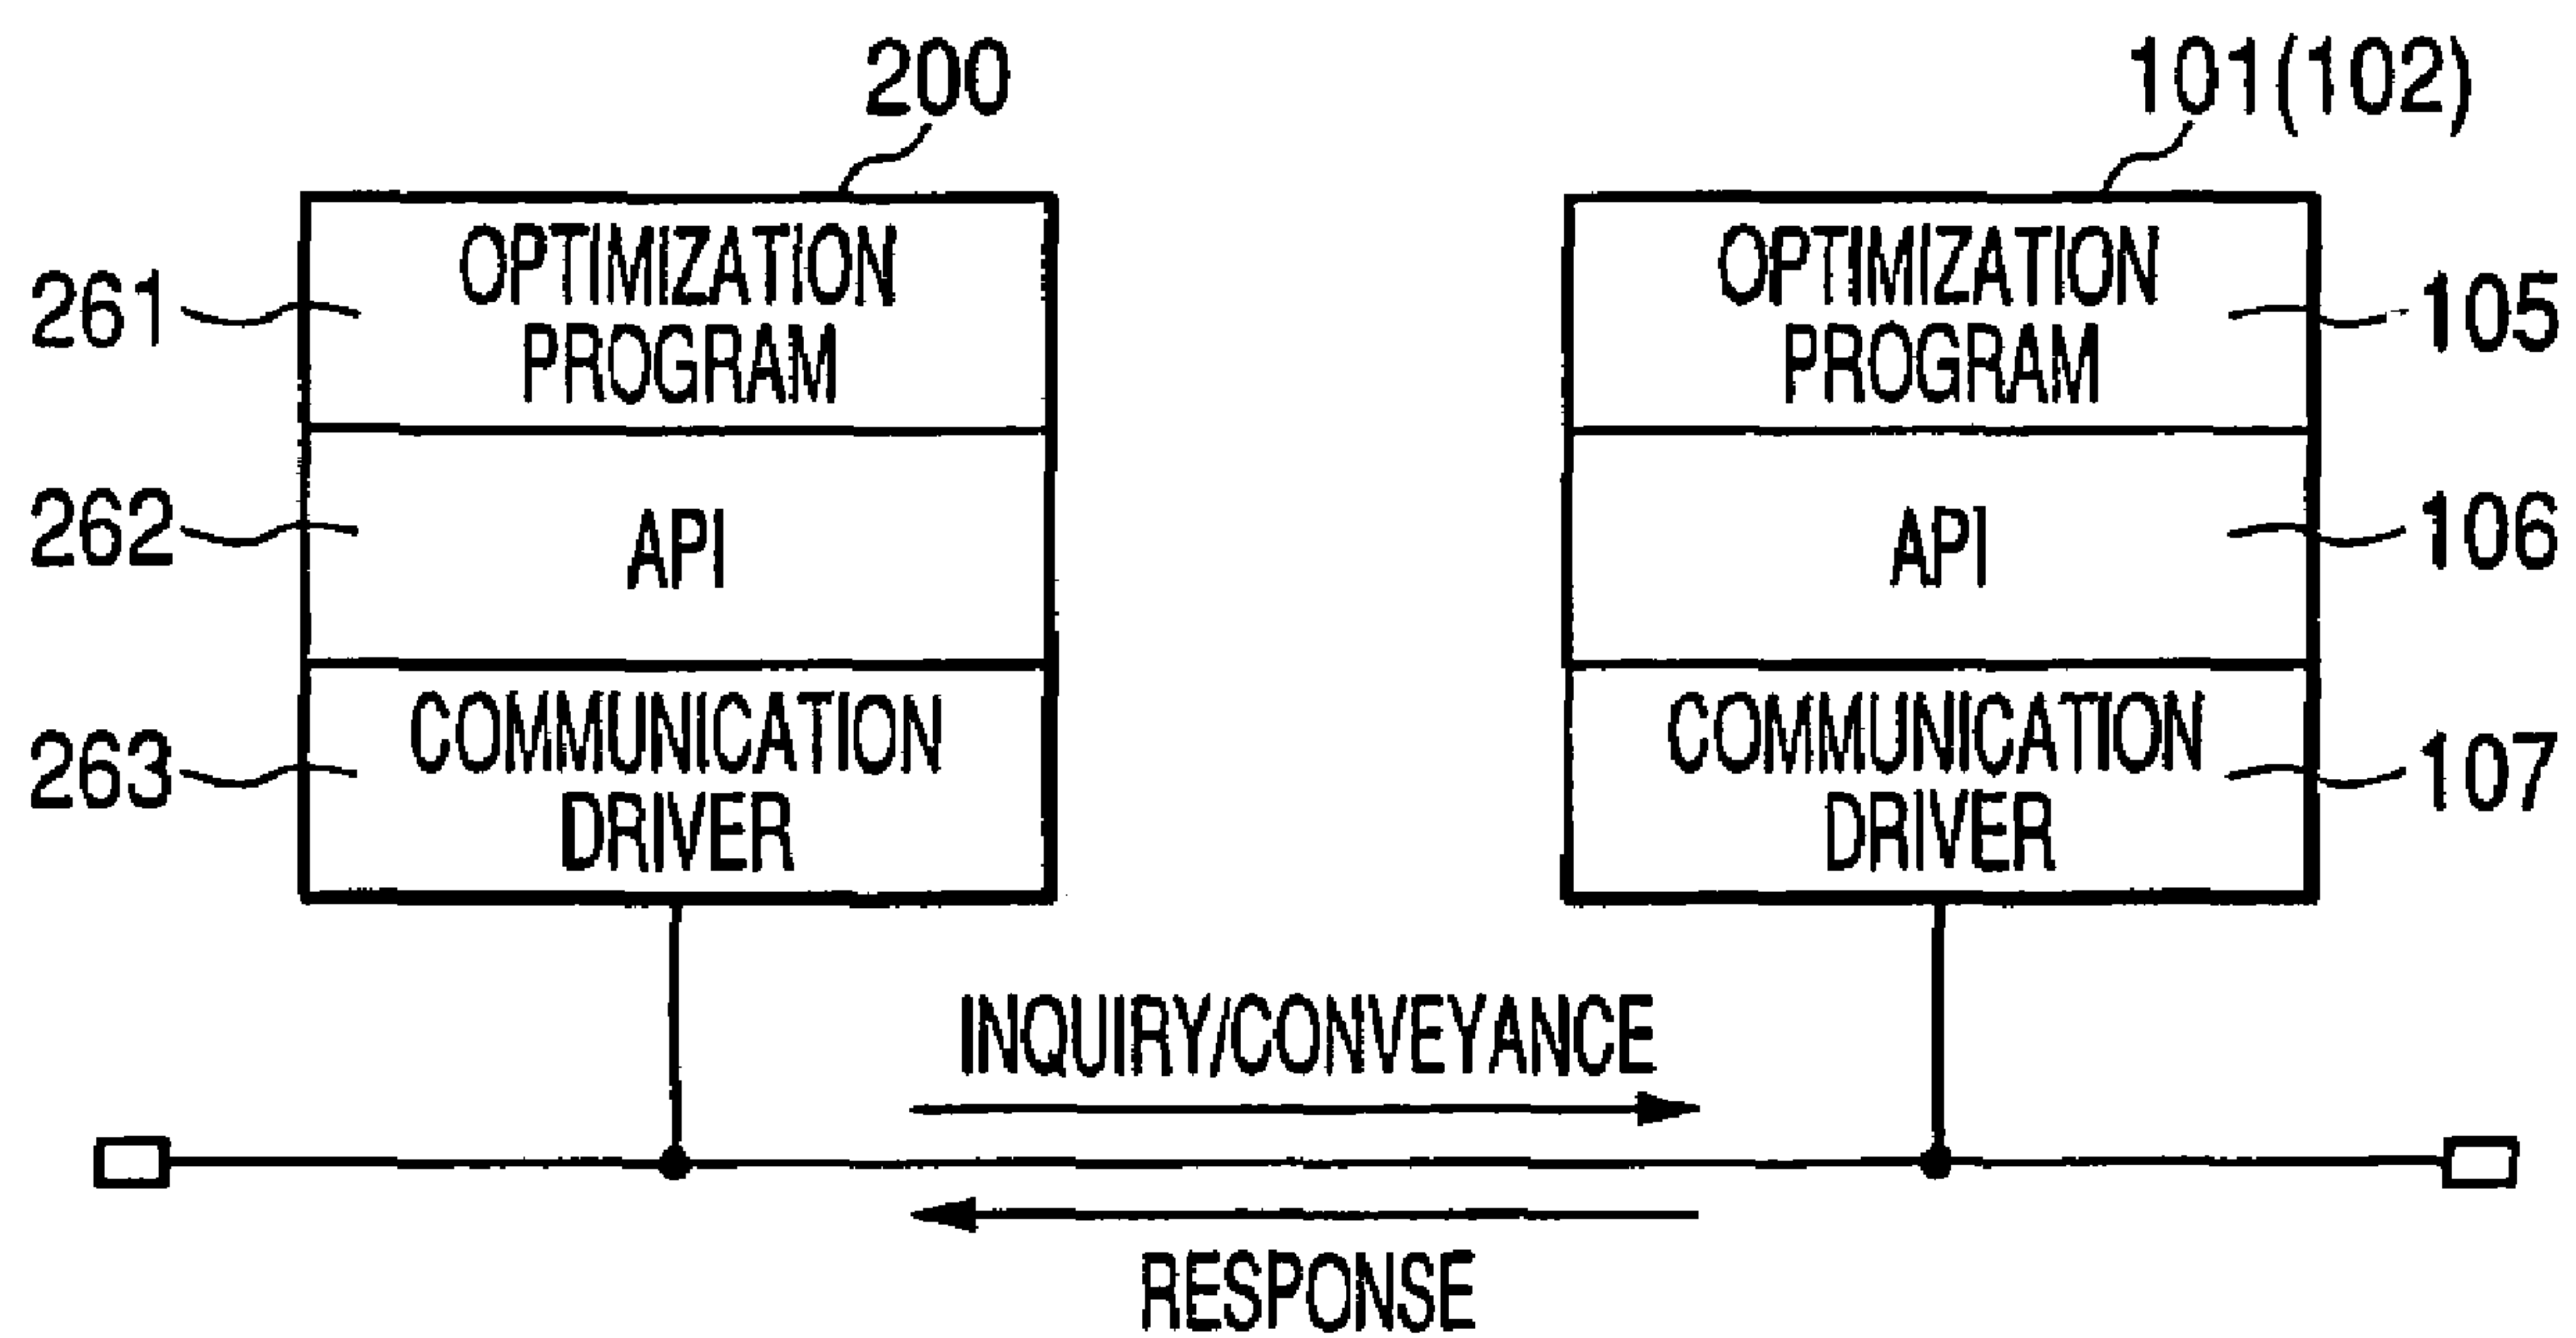 200
101(102)
OPTIMIZATION
PROGRAM
261
OPTIMIZATION
PROGRAM
105
262
API
API
106
263
COMMUNICATION
DRIVER
COMMUNICATION
DRIVER
107
INQUIRY/CONVEYANCE
RESPONSE